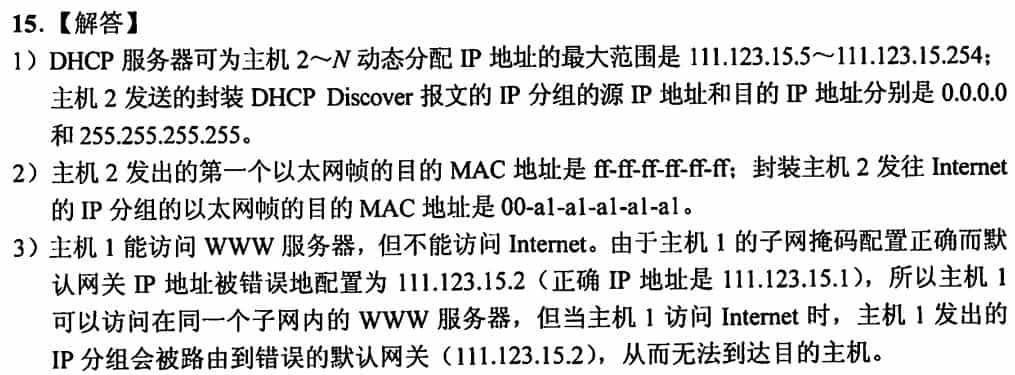 15.【解答】
1）DHCP 服务器可为主机 2～N 动态分配 IP 地址的最大范围是 111.123.15.5～111.123.15.254；
主机 2 发送的封装 DHCP Discover 报文的 IP 分组的源 IP 地址和目的 IP 地址分别是 0.0.0.0
和 255.255.255.255。
2）主机 2 发出的第一个以太网帧的目的 MAC 地址是 ff-ff-ff-ff-ff-ff；封装主机 2 发往 Internet
的 IP 分组的以太网帧的目的 MAC 地址是 00-a1-a1-a1-a1-a1。
3）主机 1 能访问 WWW 服务器，但不能访问 Internet。由于主机 1 的子网掩码配置正确而默
认网关 IP 地址被错误地配置为 111.123.15.2（正确 IP 地址是 111.123.15.1），所以主机 1
可以访问在同一个子网内的 WWW 服务器，但当主机 1 访问 Internet 时，主机 1 发出的
IP 分组会被路由到错误的默认网关（111.123.15.2），从而无法到达目的主机。